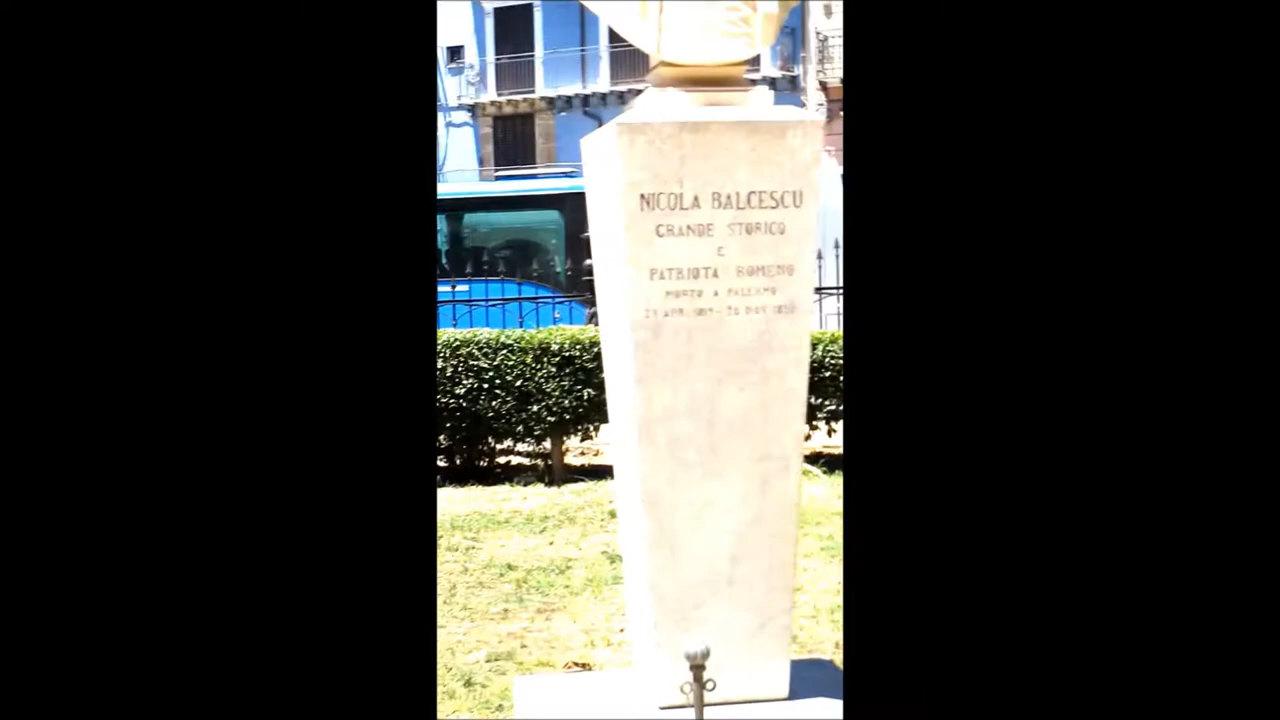 NICOLA BALCESCU
GRANDE STORICO
E
PATRIOTA ROMENO
MORTO A PALERMO